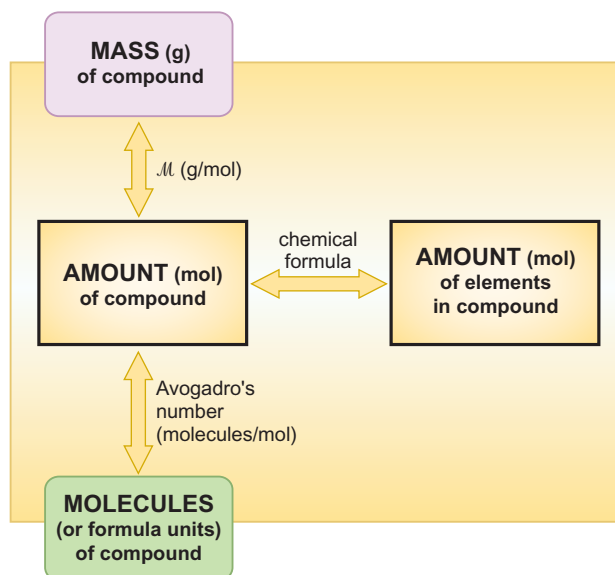 MASS (g)
of compound
ℳ (g/mol)
AMOUNT (mol)
of compound
chemical
formula
AMOUNT (mol)
of elements
in compound
Avogadro's
number
(molecules/mol)
MOLECULES
(or formula units)
of compound